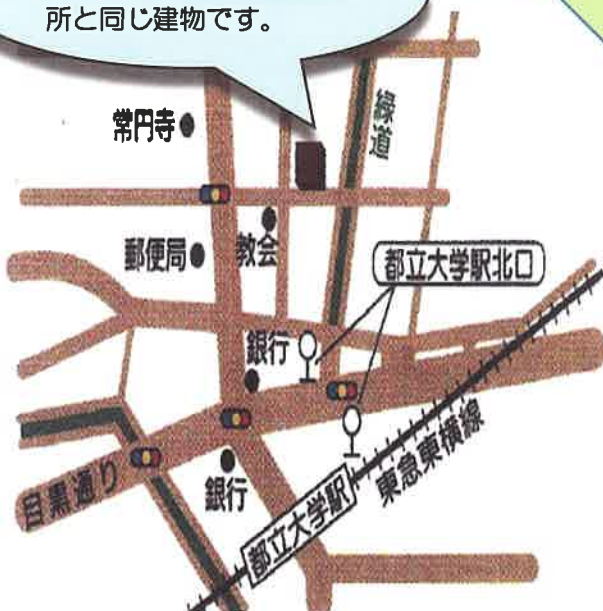 所と同じ建物です。
常円寺
緑道
郵便局
教会
都立大学駅北口
銀行
目黒通り
銀行
都立大学駅
東急東横線